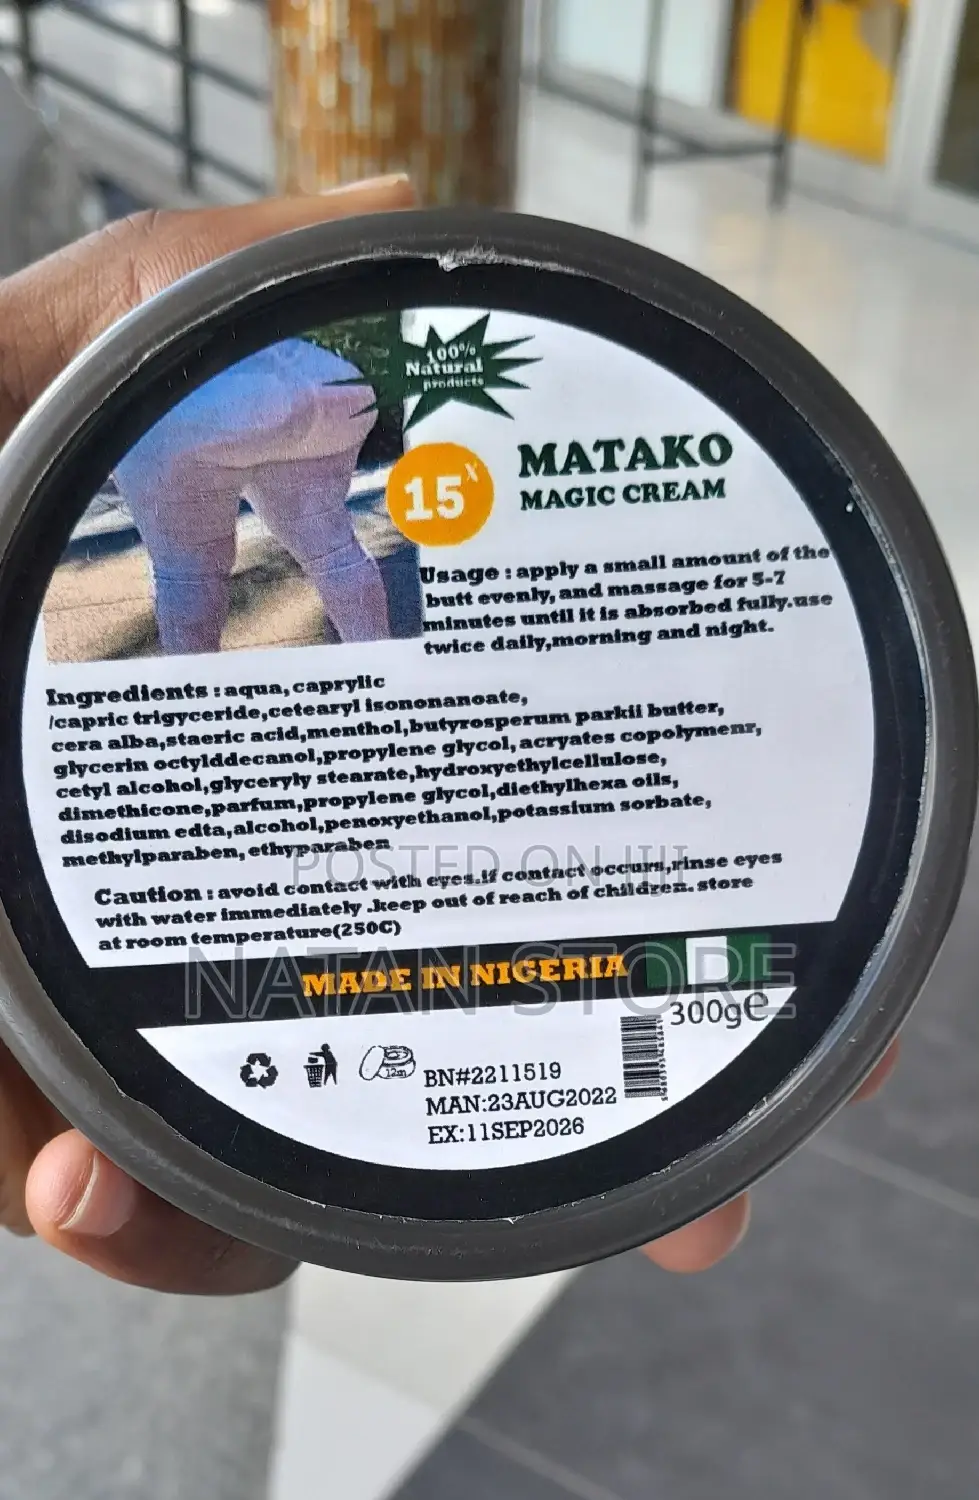 100%
Natural
products
15x
MATAKO
MAGIC CREAM
Usage : apply a small amount of the
butt evenly, and massage for 5-7
minutes until it is absorbed fully.use
twice daily,morning and night.
Ingredients : aqua, caprylic
/capric trigyceride,cetearyl isononanoate,
cera alba,staeric acid,menthol,butyrosperum parkii butter,
glycerin octylddecanol,propylene glycol, acryates copolymenr,
cetyl alcohol,glyceryly stearate,hydroxyethylcellulose,
dimethicone,parfum,propylene glycol,diethylhexa oils,
disodium edta,alcohol,penoxyethanol,potassium sorbate,
methylparaben, ethyparaben
POSTED ON JIJI
Caution : avoid contact with eyes.if contact occurs,rinse eyes
with water immediately .keep out of reach of children. store
at room temperature(250C)
NATAN STORE
MADE IN NIGERIA
300g℮
12m
BN#2211519
MAN:23AUG2022
EX:11SEP2026